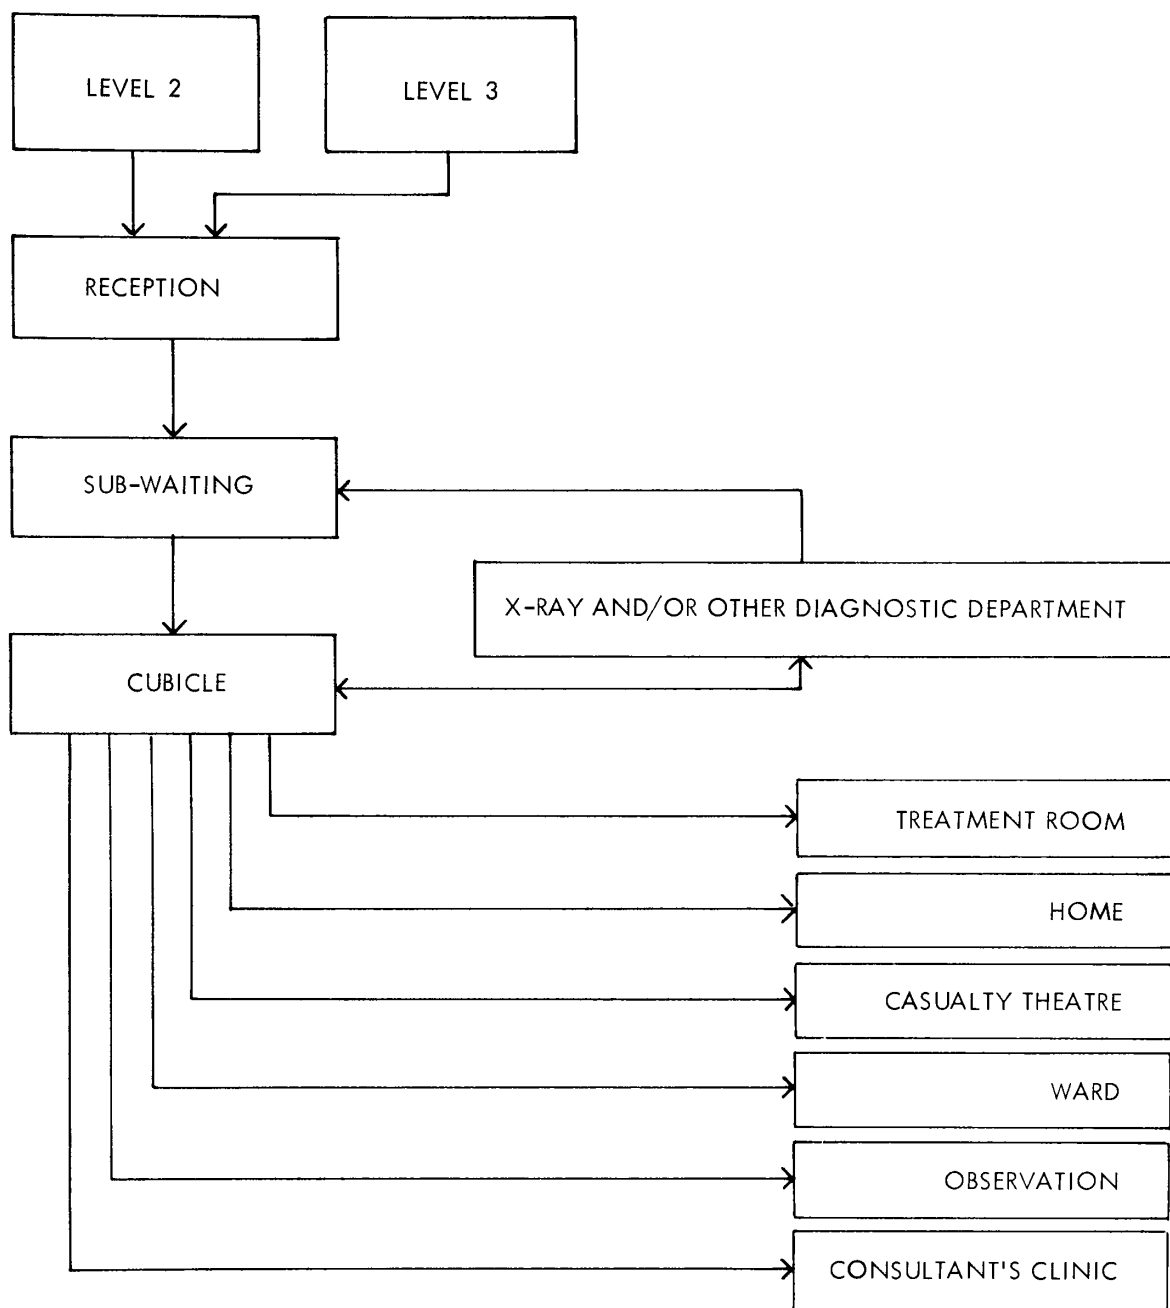 LEVEL 2
LEVEL 3
RECEPTION
SUB-WAITING
X-RAY AND/OR OTHER DIAGNOSTIC DEPARTMENT
CUBICLE
TREATMENT ROOM
HOME
CASUALTY THEATRE
WARD
OBSERVATION
CONSULTANT'S CLINIC